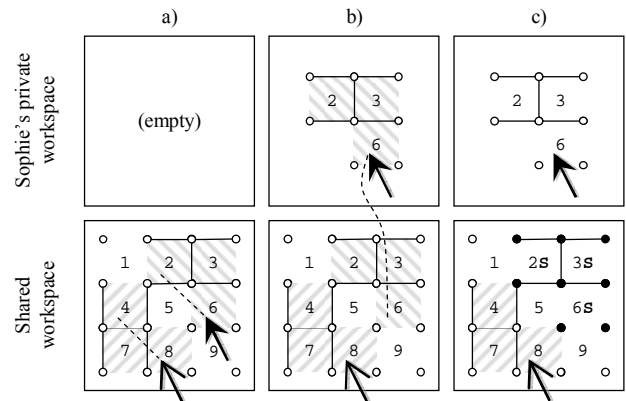 a) b) c)
Sophie's private
workspace
(empty)
2 3
6
2 3
6
Shared
workspace
1 2 3
4 5 6
7 8 9
1 2 3
4 5 6
7 8 9
1 2s 3s
4 5 6s
7 8 9